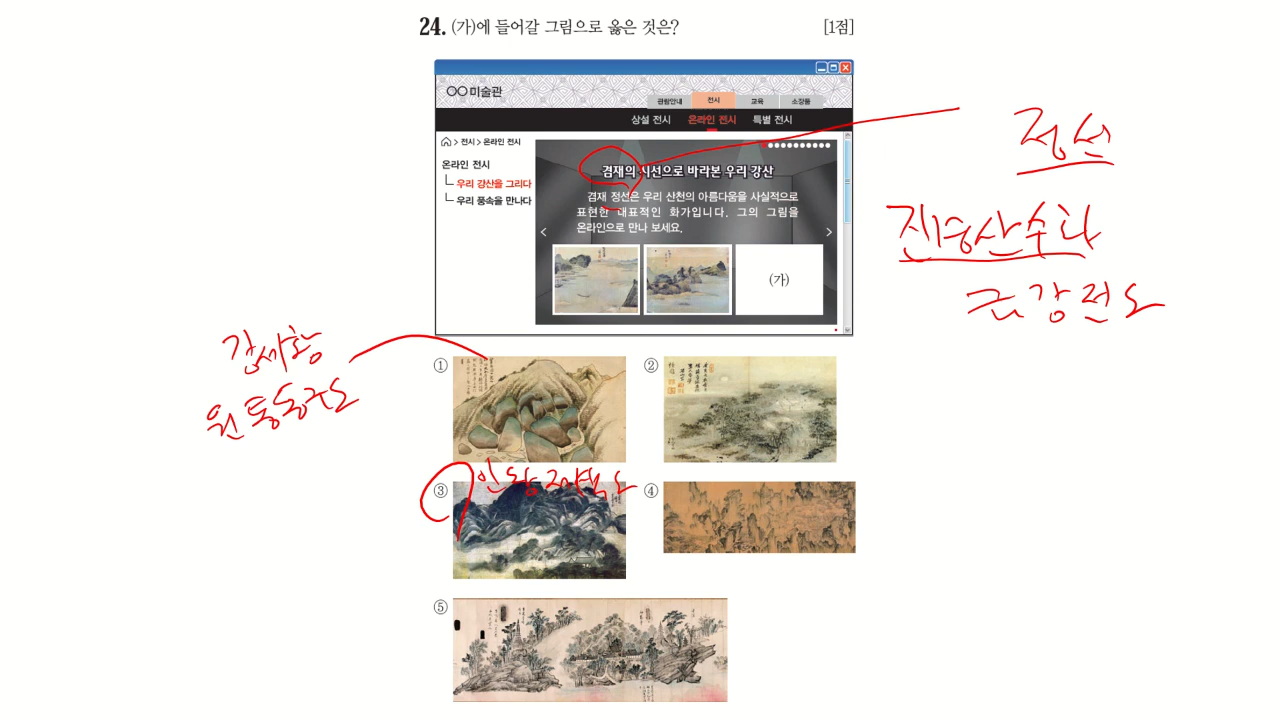 24. (가)에 들어갈 그림으로 옳은 것은? [1점]
○○미술관
관람안내 전시 교육 소장품
상설 전시 온라인 전시 특별 전시
> 전시 > 온라인 전시
온라인 전시
우리 강산을 그리다
우리 풍속을 만나다
겸재의 시선으로 바라본 우리 강산
겸재 정선은 우리 산천의 아름다움을 사실적으로
표현한 대표적인 화가입니다. 그의 그림을
온라인으로 만나 보세요.
(가)
정선
진경산수화
금강전도
강세황
①
②
③ 인왕제색도
④
⑤